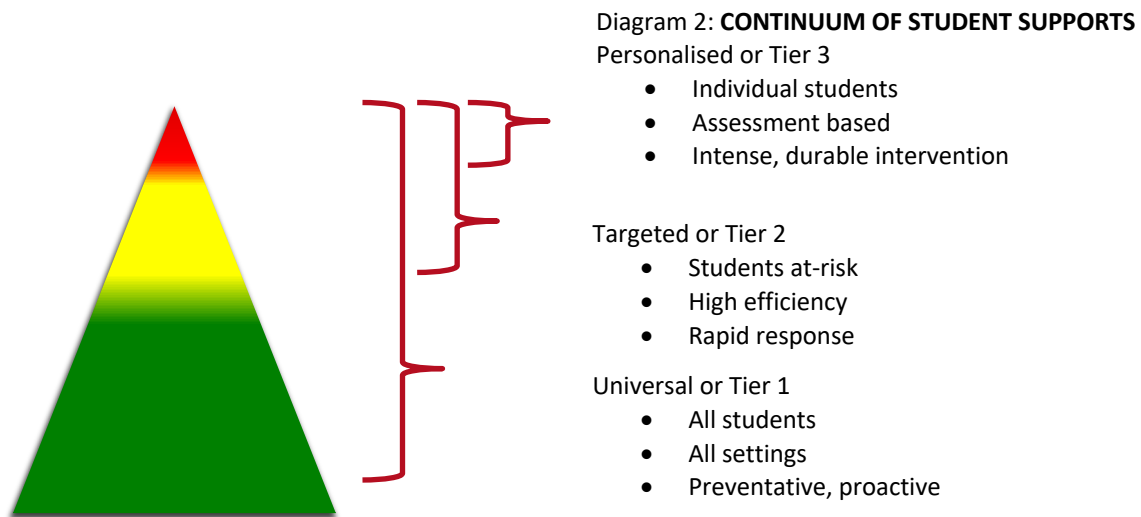 Diagram 2: CONTINUUM OF STUDENT SUPPORTS
Personalised or Tier 3
• Individual students
• Assessment based
• Intense, durable intervention
Targeted or Tier 2
• Students at-risk
• High efficiency
• Rapid response
Universal or Tier 1
• All students
• All settings
• Preventative, proactive